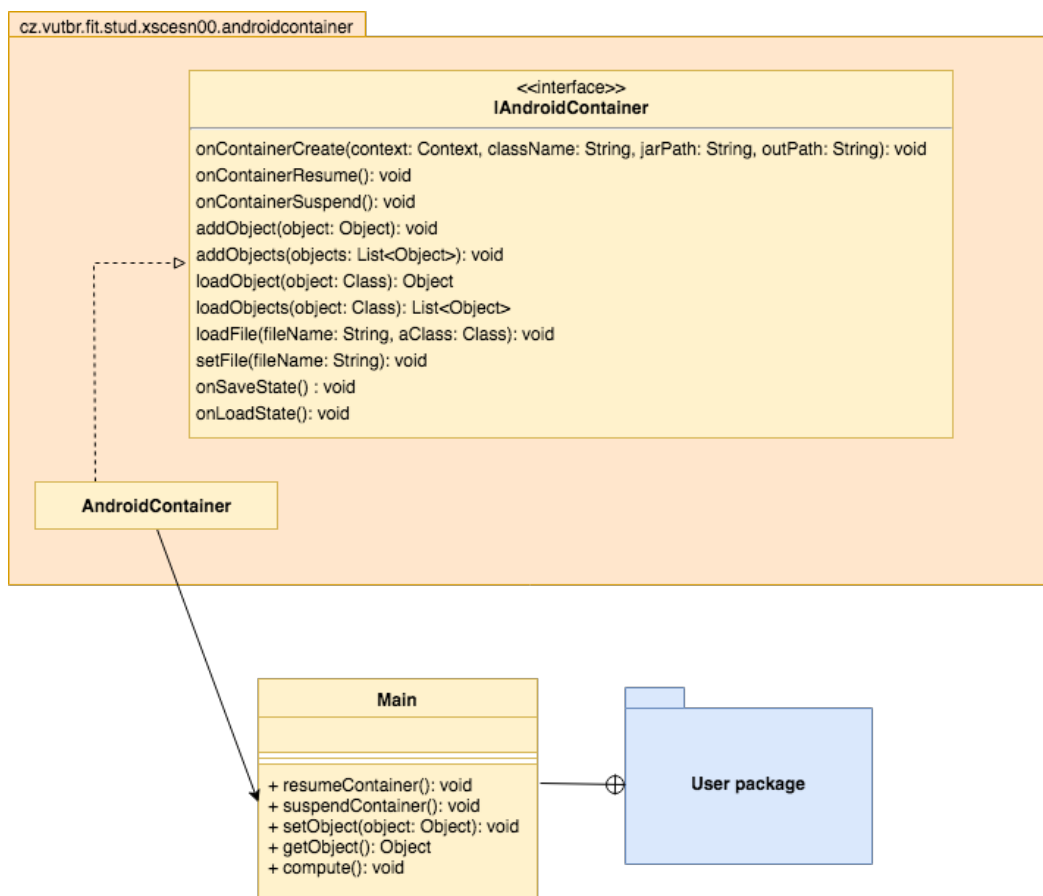 cz.vutbr.fit.stud.xscesn00.androidcontainer
<<interface>>
IAndroidContainer
onContainerCreate(context: Context, className: String, jarPath: String, outPath: String): void
onContainerResume(): void
onContainerSuspend(): void
addObject(object: Object): void
addObjects(objects: List<Object>): void
loadObject(object: Class): Object
loadObjects(object: Class): List<Object>
loadFile(fileName: String, aClass: Class): void
setFile(fileName: String): void
onSaveState() : void
onLoadState(): void
AndroidContainer
Main
+ resumeContainer(): void
+ suspendContainer(): void
+ setObject(object: Object): void
+ getObject(): Object
+ compute(): void
User package